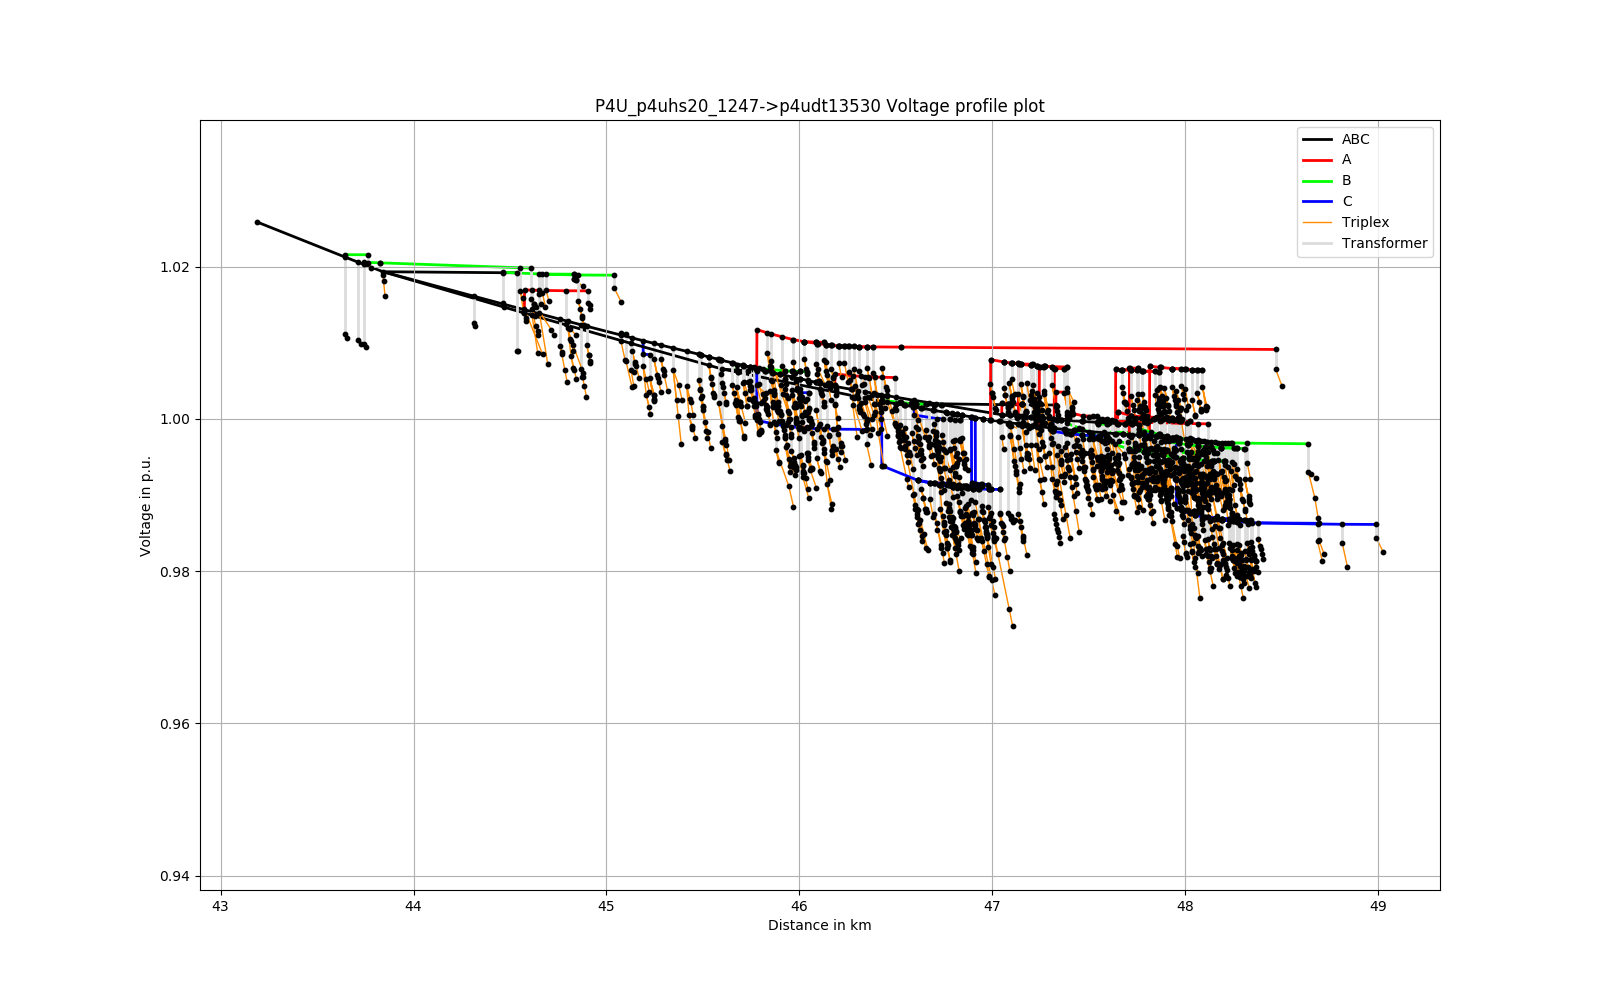 P4U_p4uhs20_1247->p4udt13530 Voltage profile plot
ABC
A
B
C
Triplex
Transformer
Voltage in p.u.
1.02
1.00
0.98
0.96
0.94
43 44 45 46 47 48 49
Distance in km